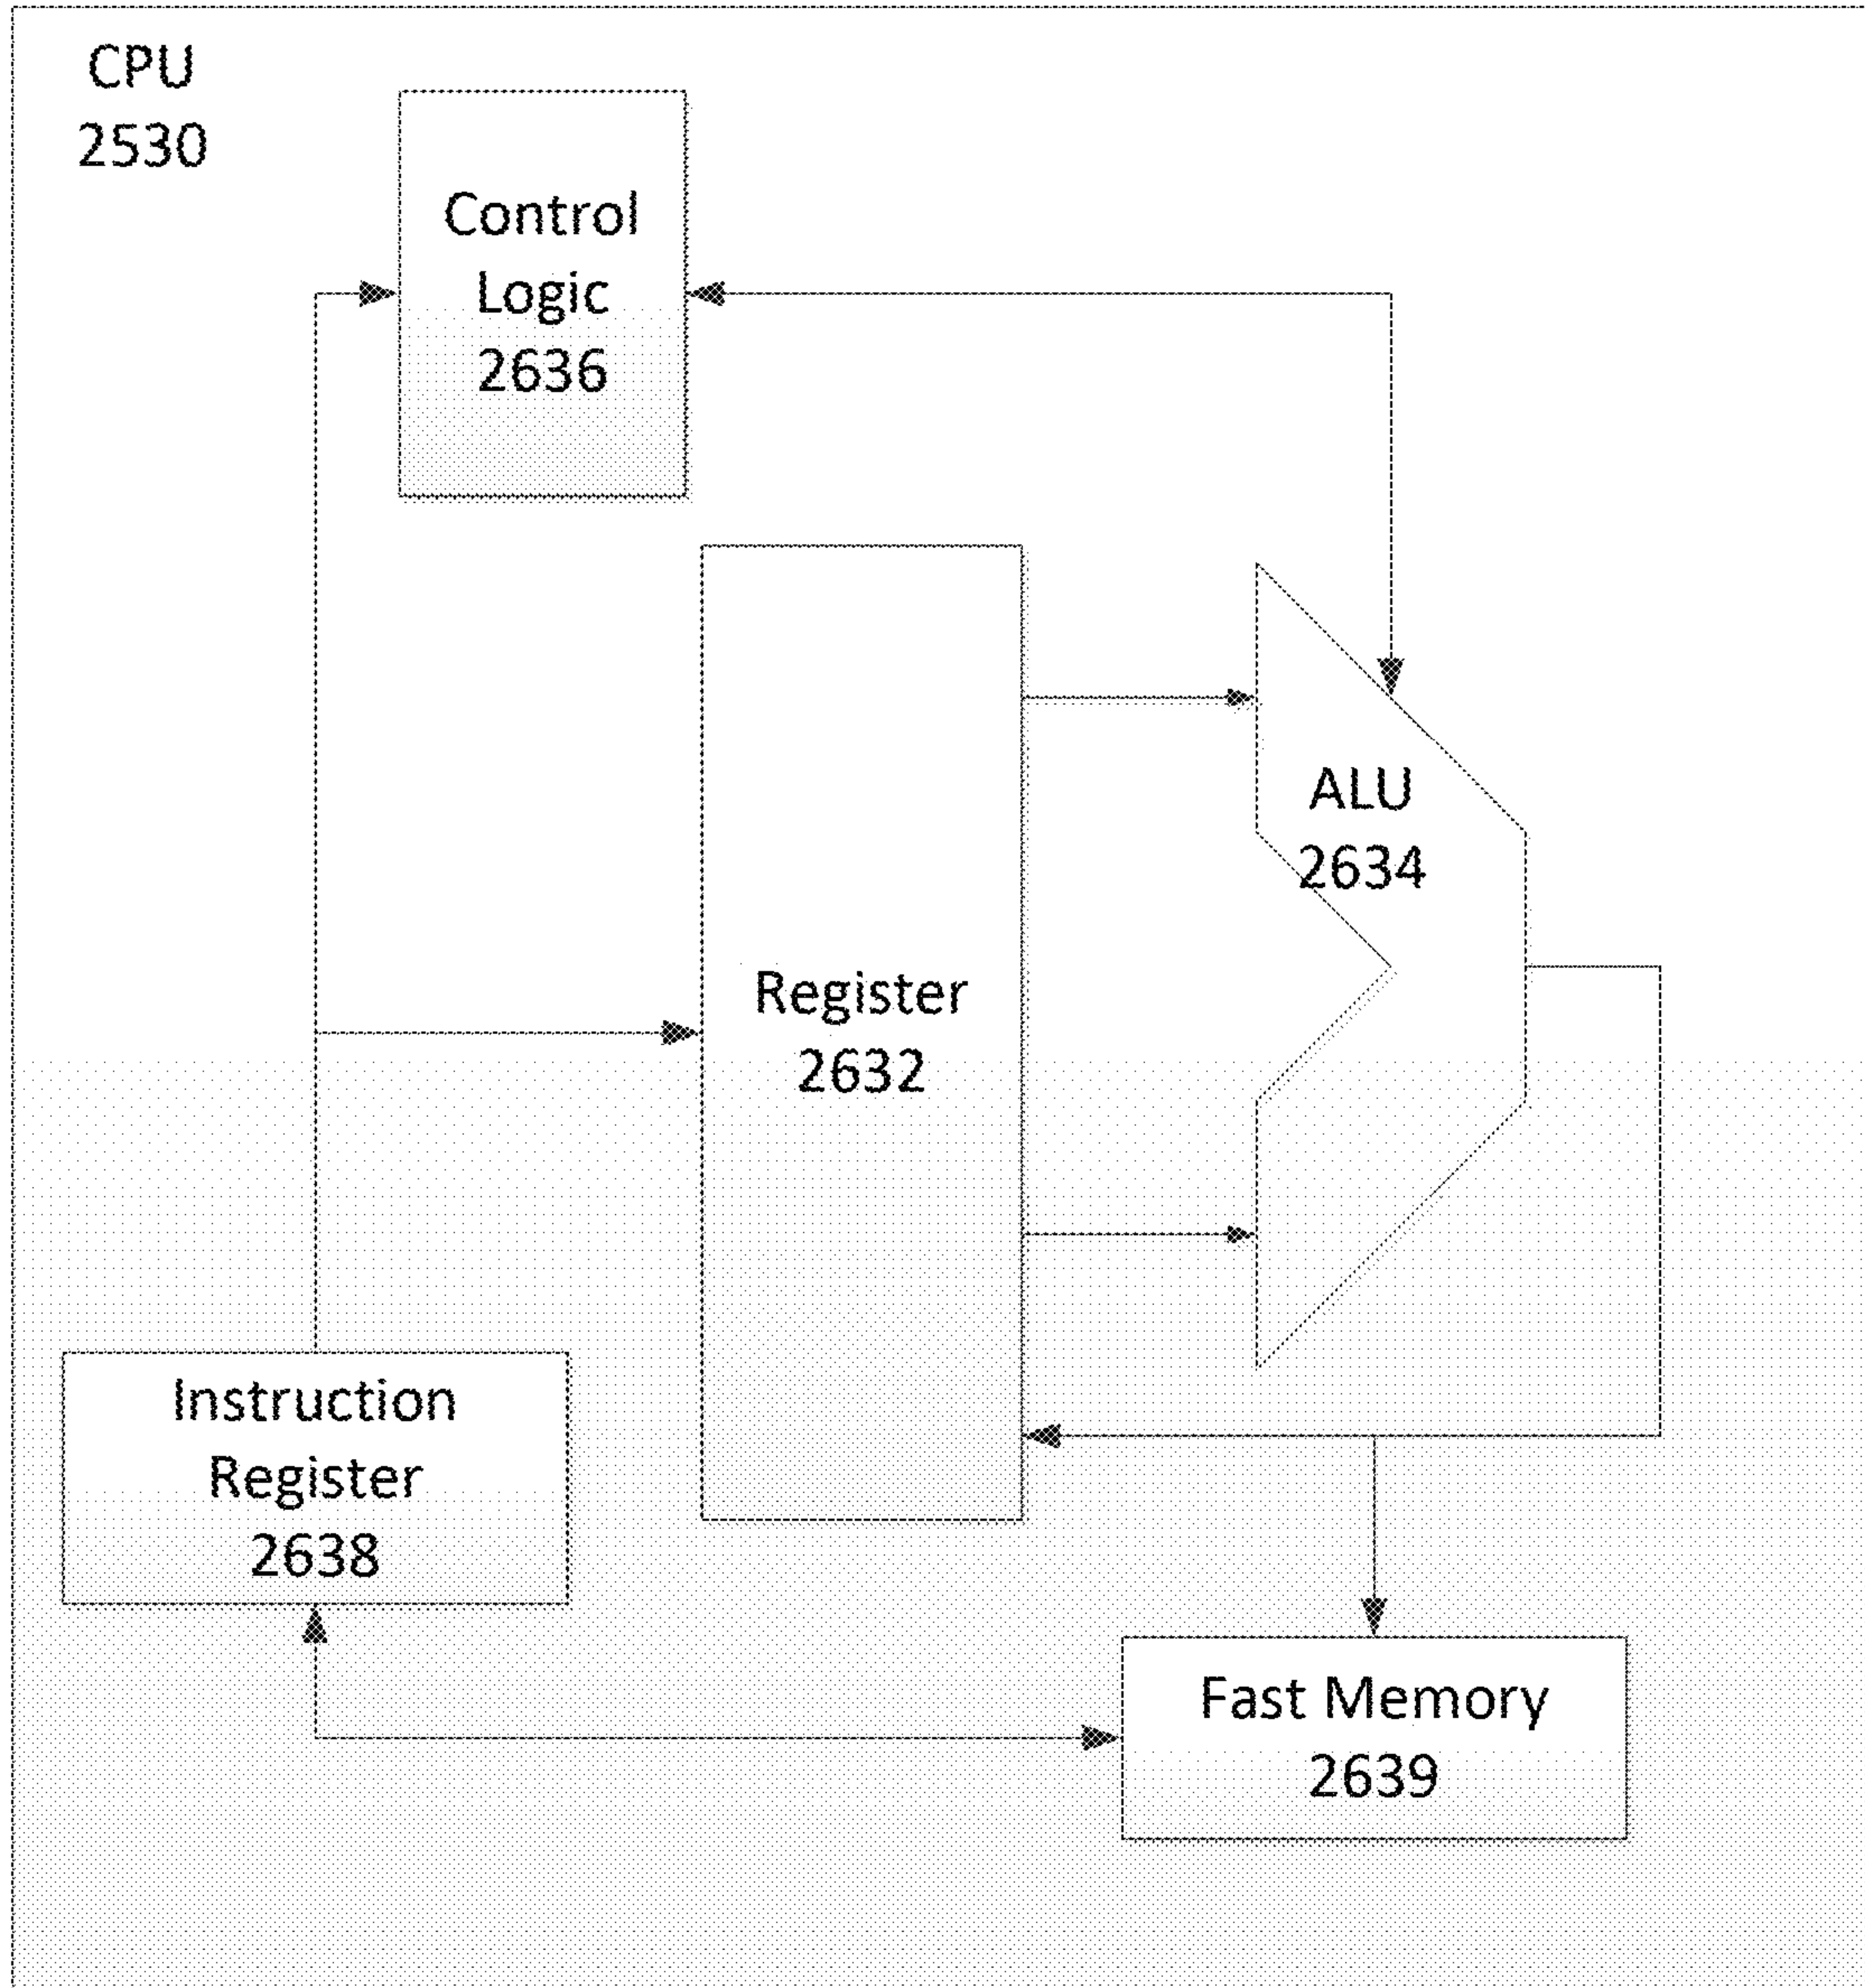 CPU
2530
Control
Logic
2636
ALU
2634
Register
2632
Instruction
Register
2638
Fast Memory
2639